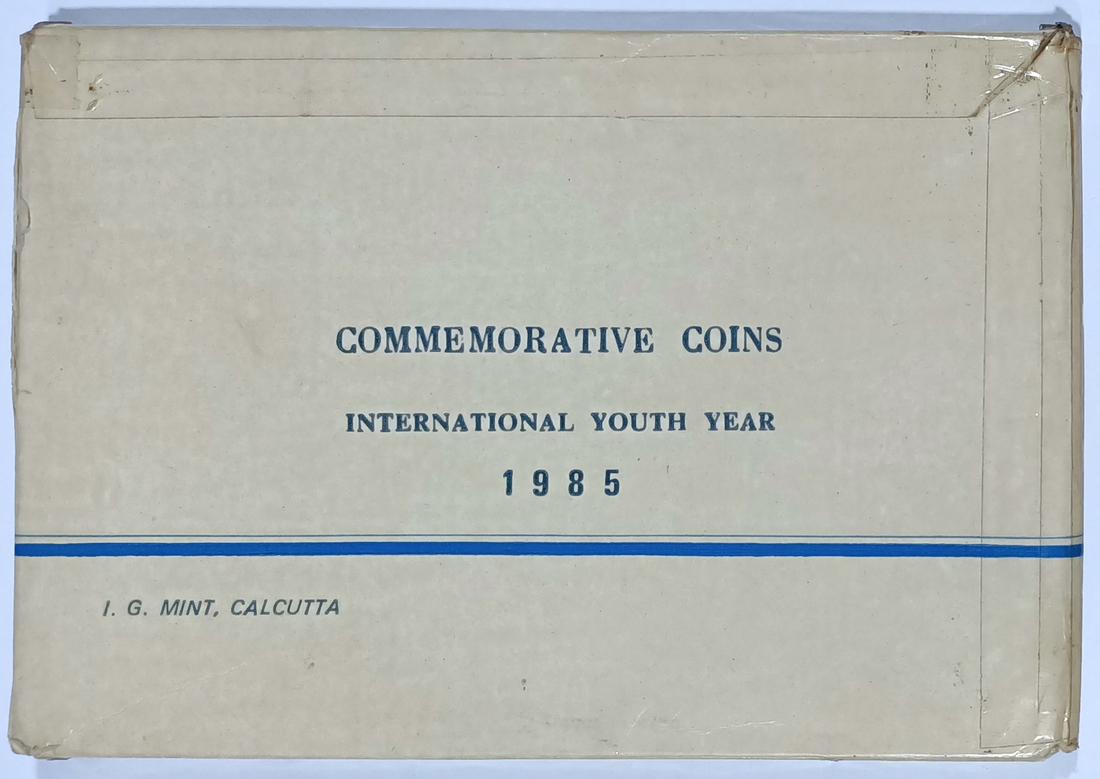 COMMEMORATIVE COINS
INTERNATIONAL YOUTH YEAR
1985
I. G. MINT, CALCUTTA